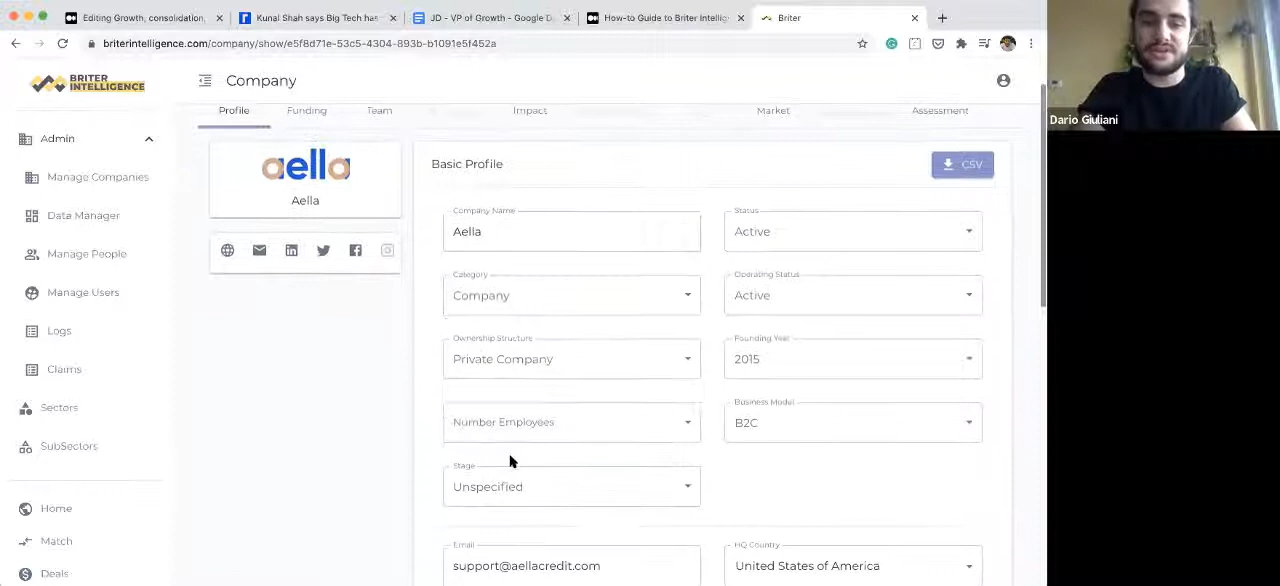 Editing Growth, consolidation,
Kunal Shah says Big Tech has
JD - VP of Growth - Google D
How-to Guide to Briter Intellig
Briter
briterintelligence.com/company/show/e5f8d71e-53c5-4304-893b-b1091e5f452a
BRITER
INTELLIGENCE
Company
Profile
Funding
Team
Impact
Market
Assessment
Admin
Manage Companies
Data Manager
Manage People
Manage Users
Logs
Claims
Sectors
SubSectors
Home
Match
Deals
aella
Aella
Basic Profile
CSV
Company Name
Aella
Status
Active
Category
Company
Operating Status
Active
Ownership Structure
Private Company
Founding Year
2015
Number Employees
Business Model
B2C
Stage
Unspecified
Email
support@aellacredit.com
HQ Country
United States of America
Dario Giuliani